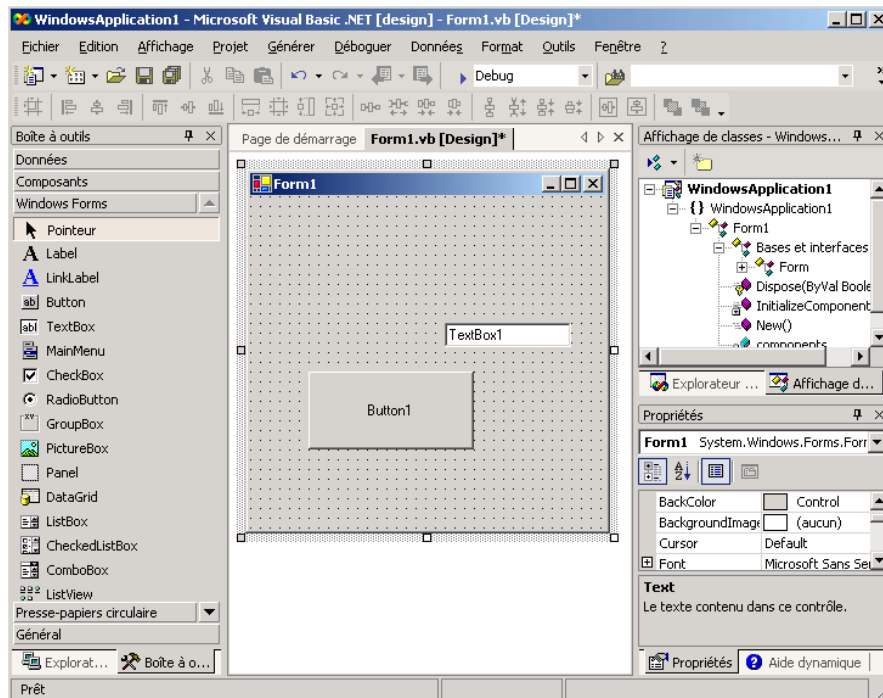 WindowsApplication1 - Microsoft Visual Basic .NET [design] - Form1.vb [Design]*
Fichier Edition Affichage Projet Générer Déboguer Données Format Outils Fenêtre ?
Debug
Boîte à outils
Données
Composants
Windows Forms
Pointeur
Label
LinkLabel
Button
TextBox
MainMenu
CheckBox
RadioButton
GroupBox
PictureBox
Panel
DataGrid
ListBox
CheckedListBox
ComboBox
ListView
Presse-papiers circulaire
Général
Explorat... Boîte à o...
Page de démarrage Form1.vb [Design]*
Form1
TextBox1
Button1
Affichage de classes - Windows...
WindowsApplication1
{} WindowsApplication1
Form1
Bases et interfaces
Form
Dispose(ByVal Boole
InitializeComponent
New()
components
Explorateur ... Affichage d...
Propriétés
Form1 System.Windows.Forms.Forr
BackColor Control
BackgroundImage (aucun)
Cursor Default
Font Microsoft Sans Ser
Text
Le texte contenu dans ce contrôle.
Propriétés Aide dynamique
Prêt